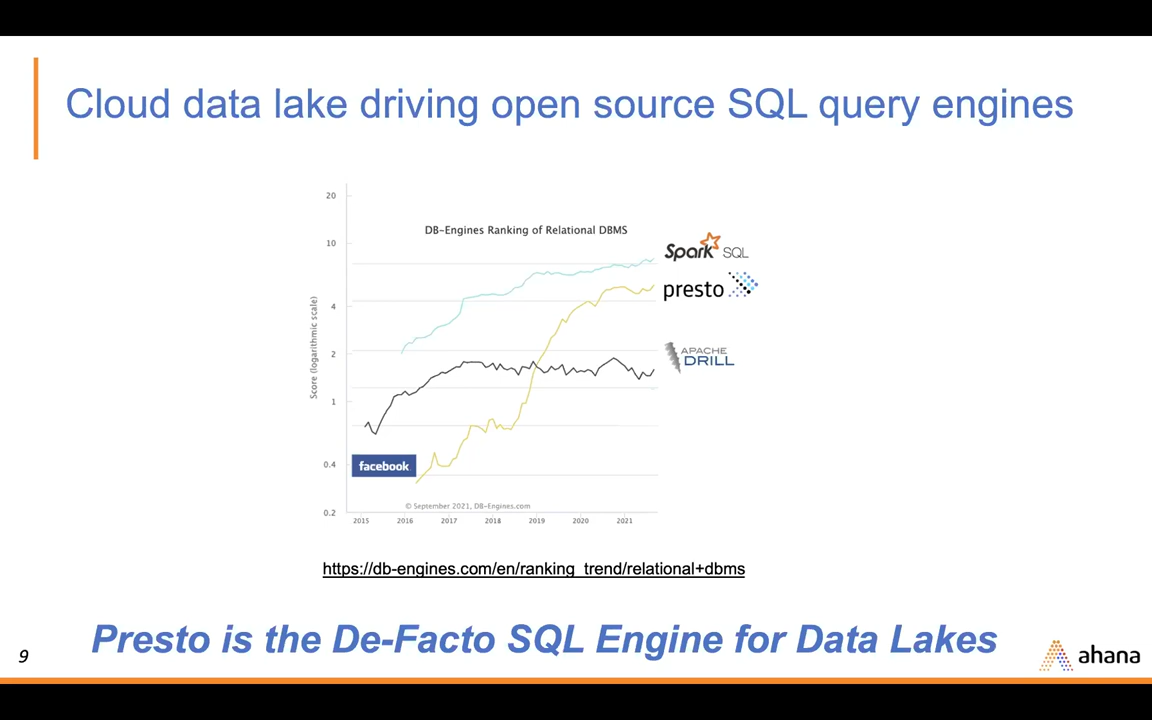 Cloud data lake driving open source SQL query engines
20
DB-Engines Ranking of Relational DBMS
10
Spark SQL
presto
4
Score (logarithmic scale)
2
APACHE
DRILL
1
0.4
facebook
© September 2021, DB-Engines.com
0.2
2015 2016 2017 2018 2019 2020 2021
https://db-engines.com/en/ranking_trend/relational+dbms
Presto is the De-Facto SQL Engine for Data Lakes
9
ahana